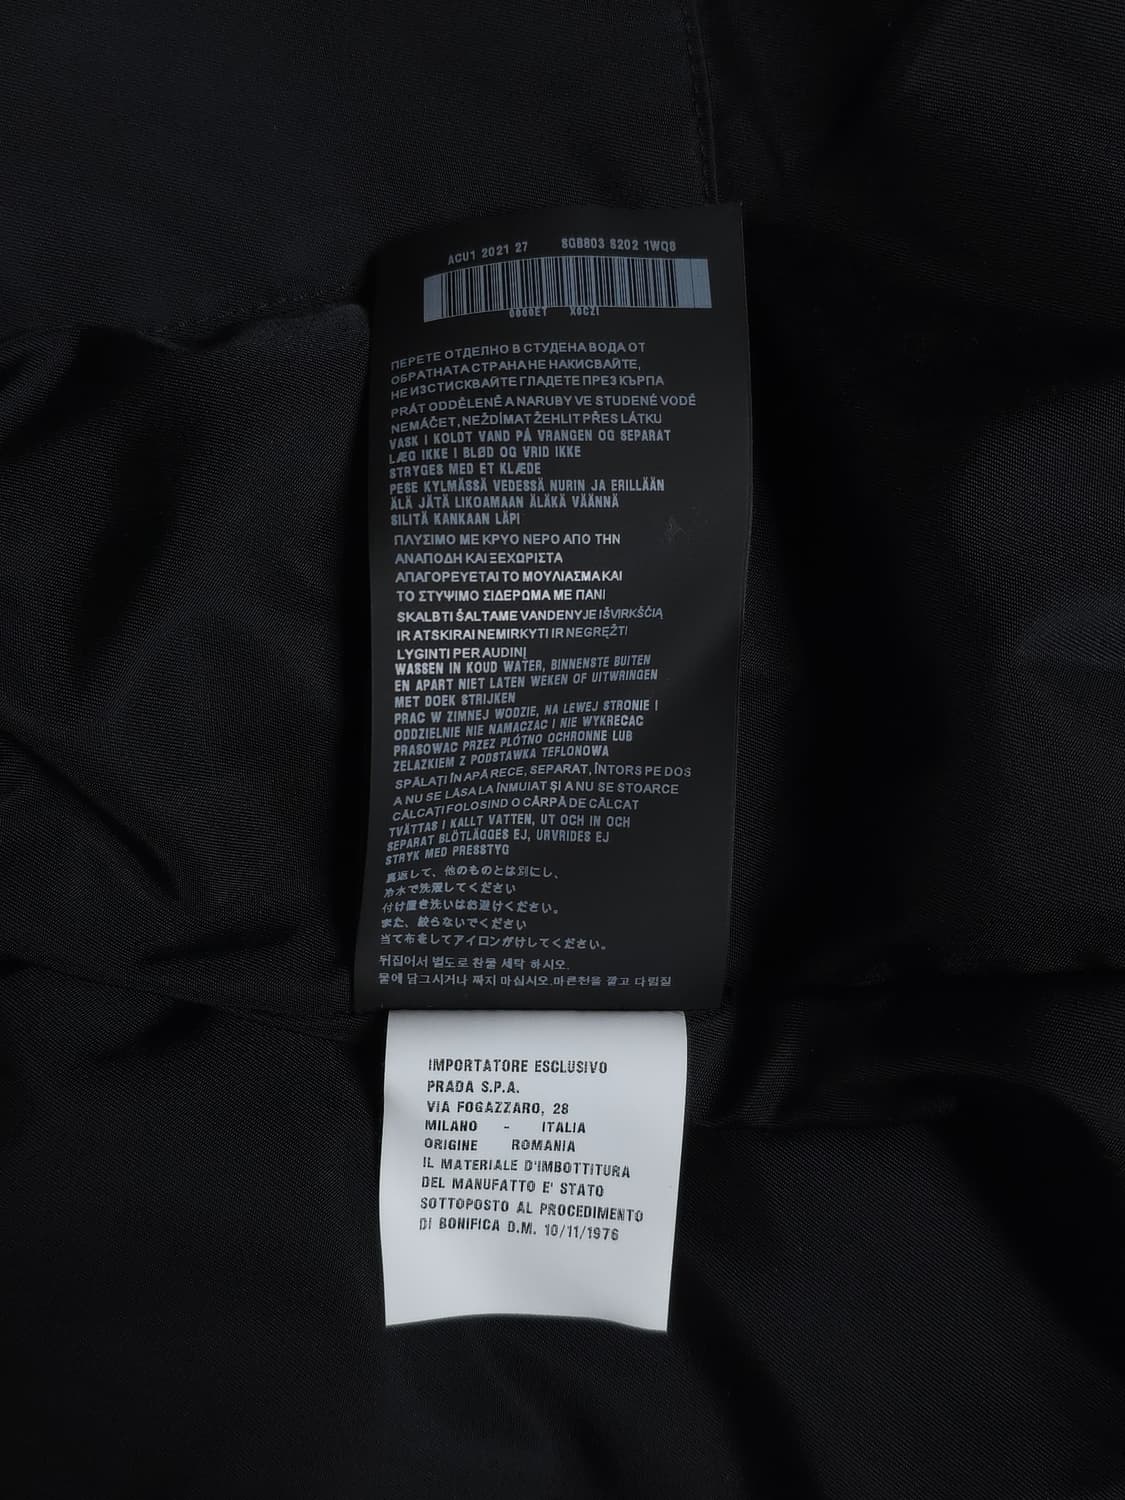 ACU1 2021 27 SGB803 S202 1WQ8
0000ET X6CZI
ПЕРЕТЕ ОТДЕЛНО В СТУДЕНА ВОДА ОТ
ОБРАТНАТА СТРАНА НЕ НАКИСВАЙТЕ,
НЕ ИЗСТИСКВАЙТЕ ГЛАДЕТЕ ПРЕЗ КЪРПА
PRÁT ODDĚLENĚ A NARUBY VE STUDENÉ VODĚ
NEMÁČET, NEŽDÍMAT ŽEHLIT PŘES LÁTKU
VASK I KOLDT VAND PÅ VRANGEN OG SEPARAT
LÆG IKKE I BLØD OG VRID IKKE
STRYGES MED ET KLÆDE
PESE KYLMÄSSÄ VEDESSÄ NURIN JA ERILLÄÄN
ÄLÄ JÄTÄ LIKOAMAAN ÄLÄKÄ VÄÄNNÄ
SILITÄ KANKAAN LÄPI
ΠΛΥΣΙΜΟ ΜΕ ΚΡΥΟ ΝΕΡΟ ΑΠΟ ΤΗΝ
ΑΝΑΠΟΔΗ ΚΑΙ ΞΕΧΩΡΙΣΤΑ
ΑΠΑΓΟΡΕΥΕΤΑΙ ΤΟ ΜΟΥΛΙΑΣΜΑ ΚΑΙ
ΤΟ ΣΤΥΨΙΜΟ ΣΙΔΕΡΩΜΑ ΜΕ ΠΑΝΙ
SKALBTI ŠALTAME VANDENYJE IŠVIRKŠČIĄ
IR ATSKIRAI NEMIRKYTI IR NEGRĘŽTI
LYGINTI PER AUDINĮ
WASSEN IN KOUD WATER, BINNENSTE BUITEN
EN APART NIET LATEN WEKEN OF UITWRINGEN
MET DOEK STRIJKEN
PRAC W ZIMNEJ WODZIE, NA LEWEJ STRONIE I
ODDZIELNIE NIE NAMACZAC I NIE WYKRECAC
PRASOWAC PRZEZ PLÓTNO OCHRONNE LUB
ZELAZKIEM Z PODSTAWKA TEFLONOWA
SPĂLAȚI ÎN APĂ RECE, SEPARAT, ÎNTORS PE DOS
A NU SE LĂSA LA ÎNMUIAT ŞI A NU SE STOARCE
CĂLCAȚI FOLOSIND O CÂRPĂ DE CĂLCAT
TVÄTTAS I KALLT VATTEN, UT OCH IN OCH
SEPARAT BLÖTLÄGGES EJ, URVRIDES EJ
STRYK MED PRESSTYG
裏返して、他のものとは別にし、
冷水で洗濯してください
付け置き洗いはお避けください。
また、絞らないでください
当て布をしてアイロンがけしてください。
뒤집어서 별도로 찬물 세탁 하시오.
물에 담그시거나 짜지 마십시오.마른천을 깔고 다림질
IMPORTATORE ESCLUSIVO
PRADA S.P.A.
VIA FOGAZZARO, 28
MILANO - ITALIA
ORIGINE ROMANIA
IL MATERIALE D'IMBOTTITURA
DEL MANUFATTO E' STATO
SOTTOPOSTO AL PROCEDIMENTO
DI BONIFICA D.M. 10/11/1976